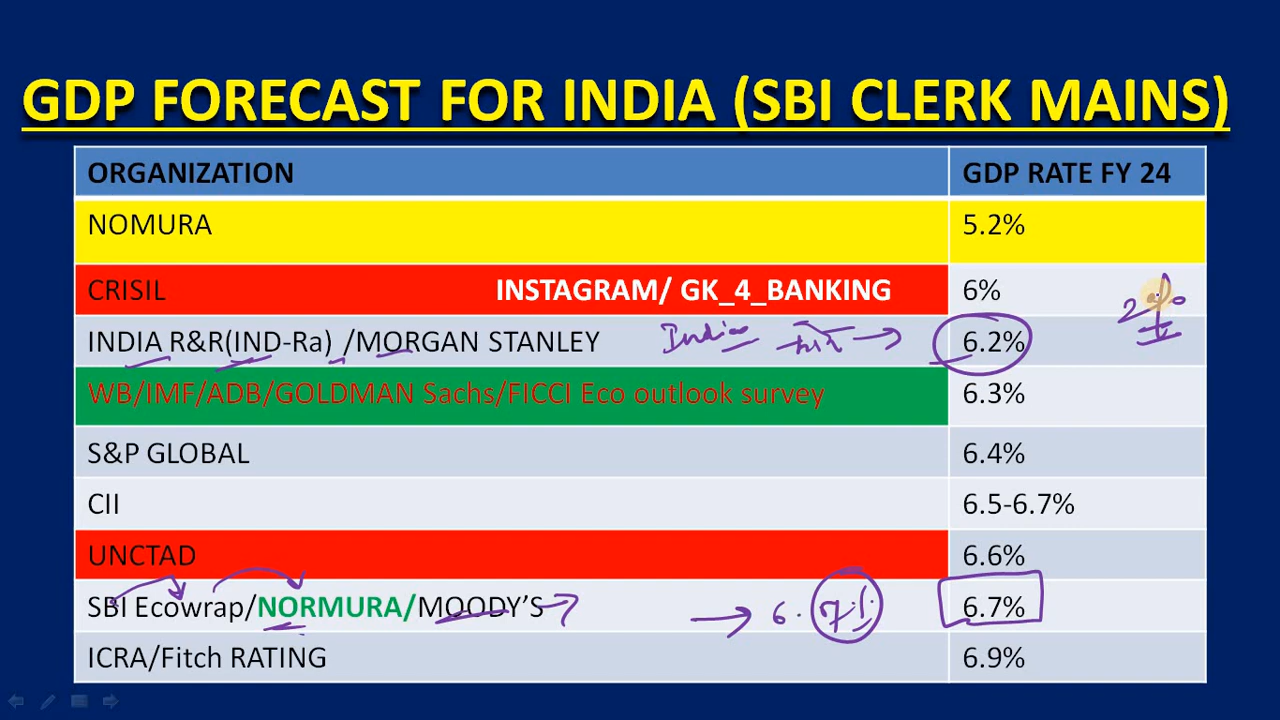 GDP FORECAST FOR INDIA (SBI CLERK MAINS)
ORGANIZATION GDP RATE FY 24
NOMURA 5.2%
CRISIL INSTAGRAM/ GK_4_BANKING 6%
INDIA R&R(IND-Ra) /MORGAN STANLEY India 6.2%
WB/IMF/ADB/GOLDMAN Sachs/FICCI Eco outlook survey 6.3%
S&P GLOBAL 6.4%
CII 6.5-6.7%
UNCTAD 6.6%
SBI Ecowrap/NORMURA/MOODY'S 6.7%
ICRA/Fitch RATING 6.9%